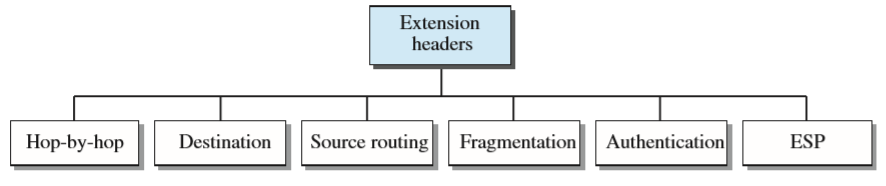 Extension
headers
Hop-by-hop
Destination
Source routing
Fragmentation
Authentication
ESP